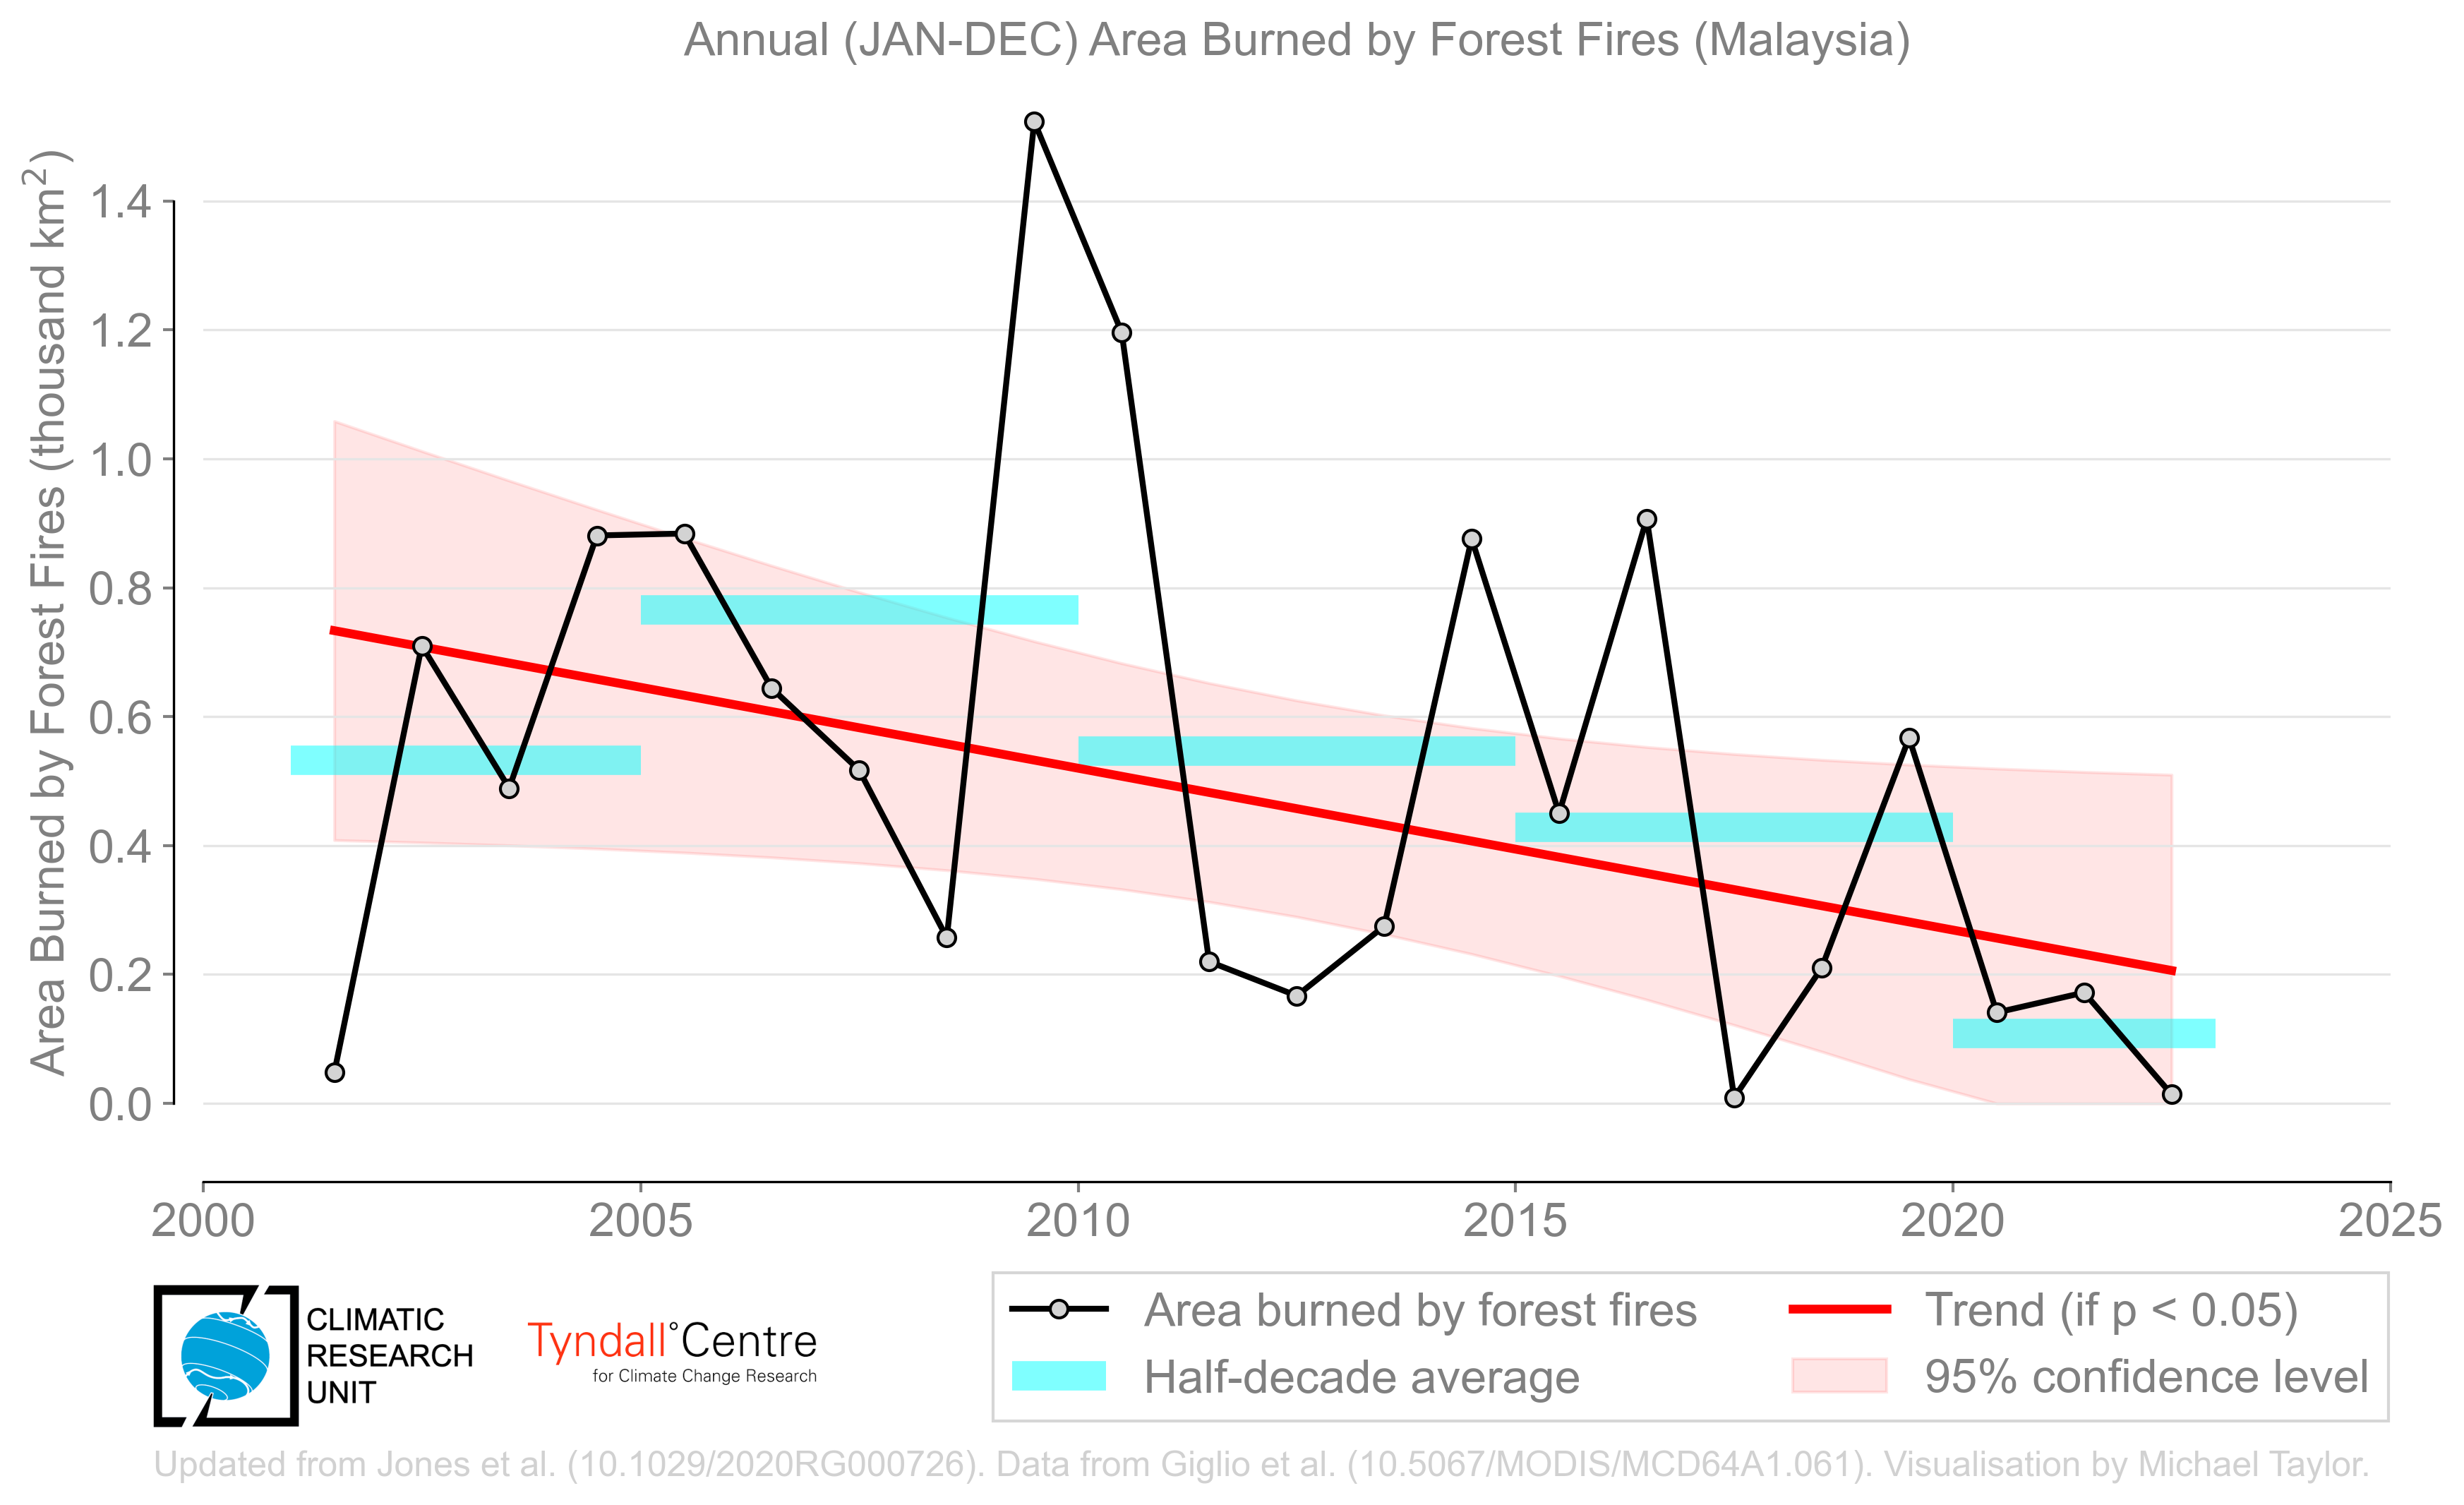 Annual (JAN-DEC) Area Burned by Forest Fires (Malaysia)
Area Burned by Forest Fires (thousand km²)
1.4
1.2
1.0
0.8
0.6
0.4
0.2
0.0
2000 2005 2010 2015 2020 2025
CLIMATIC
RESEARCH
UNIT
Tyndall°Centre
for Climate Change Research
Area burned by forest fires
Half-decade average
Trend (if p < 0.05)
95% confidence level
Updated from Jones et al. (10.1029/2020RG000726). Data from Giglio et al. (10.5067/MODIS/MCD64A1.061). Visualisation by Michael Taylor.